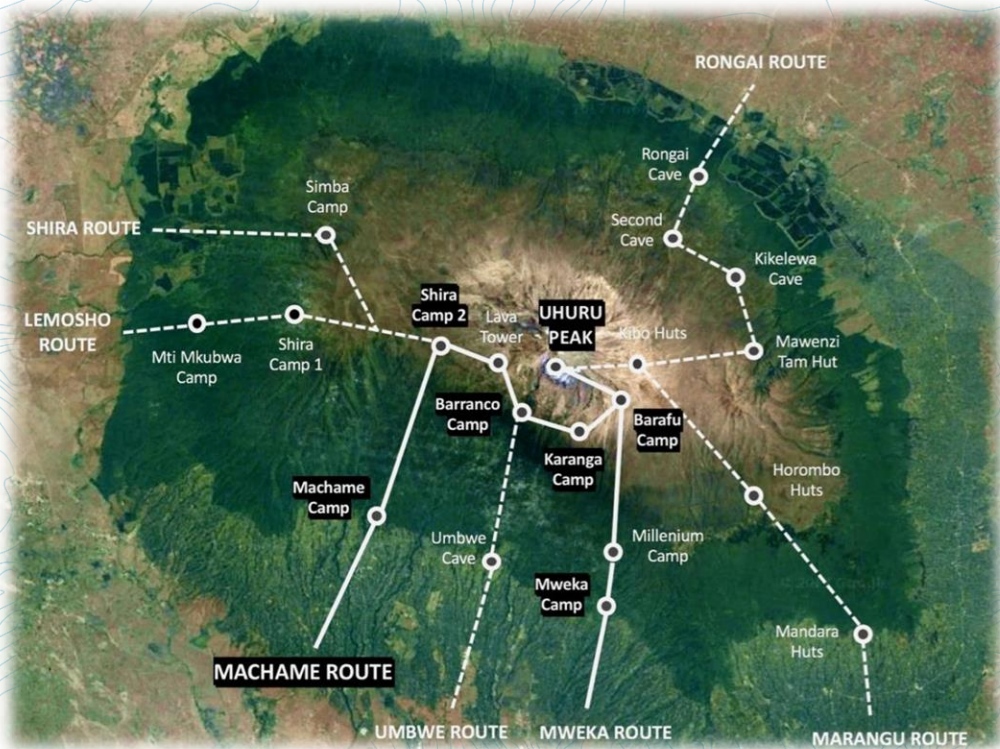 RONGAI ROUTE
Rongai
Cave
Simba
Camp
SHIRA ROUTE
Second
Cave
Kikelewa
Cave
LEMOSHO
ROUTE
Mti Mkubwa
Camp
Shira
Camp 1
Shira
Camp 2
Lava
Tower
UHURU
PEAK
Kibo Huts
Mawenzi
Tam Hut
Barranco
Camp
Karanga
Camp
Barafu
Camp
Horombo
Huts
Machame
Camp
Umbwe
Cave
Millenium
Camp
Mweka
Camp
Mandara
Huts
MACHAME ROUTE
UMBWE ROUTE
MWEKA ROUTE
MARANGU ROUTE